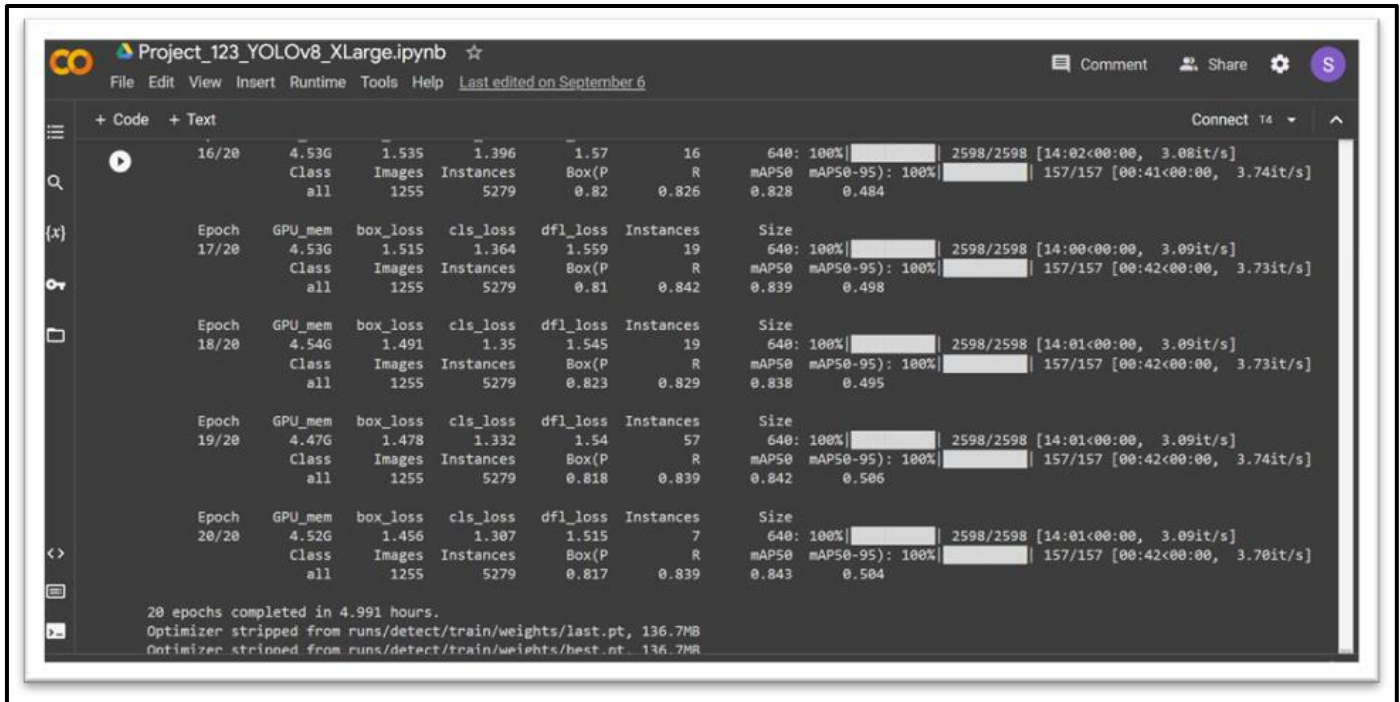 Project_123_YOLOv8_XLarge.ipynb
Comment Share S
File Edit View Insert Runtime Tools Help Last edited on September 6
+ Code + Text Connect T4
16/20 4.53G 1.535 1.396 1.57 16 640: 100%| | 2598/2598 [14:02<00:00, 3.08it/s]
Class Images Instances Box(P R mAP50 mAP50-95): 100%| | 157/157 [00:41<00:00, 3.74it/s]
all 1255 5279 0.82 0.826 0.828 0.484
{x}
Epoch GPU_mem box_loss cls_loss dfl_loss Instances Size
17/20 4.53G 1.515 1.364 1.559 19 640: 100%| | 2598/2598 [14:00<00:00, 3.09it/s]
Class Images Instances Box(P R mAP50 mAP50-95): 100%| | 157/157 [00:42<00:00, 3.73it/s]
all 1255 5279 0.81 0.842 0.839 0.498
Epoch GPU_mem box_loss cls_loss dfl_loss Instances Size
18/20 4.54G 1.491 1.35 1.545 19 640: 100%| | 2598/2598 [14:01<00:00, 3.09it/s]
Class Images Instances Box(P R mAP50 mAP50-95): 100%| | 157/157 [00:42<00:00, 3.73it/s]
all 1255 5279 0.823 0.829 0.838 0.495
Epoch GPU_mem box_loss cls_loss dfl_loss Instances Size
19/20 4.47G 1.478 1.332 1.54 57 640: 100%| | 2598/2598 [14:01<00:00, 3.09it/s]
Class Images Instances Box(P R mAP50 mAP50-95): 100%| | 157/157 [00:42<00:00, 3.74it/s]
all 1255 5279 0.818 0.839 0.842 0.506
Epoch GPU_mem box_loss cls_loss dfl_loss Instances Size
20/20 4.52G 1.456 1.307 1.515 7 640: 100%| | 2598/2598 [14:01<00:00, 3.09it/s]
Class Images Instances Box(P R mAP50 mAP50-95): 100%| | 157/157 [00:42<00:00, 3.70it/s]
all 1255 5279 0.817 0.839 0.843 0.504
20 epochs completed in 4.991 hours.
Optimizer stripped from runs/detect/train/weights/last.pt, 136.7MB
Optimizer stripped from runs/detect/train/weights/best.pt, 136.7MB